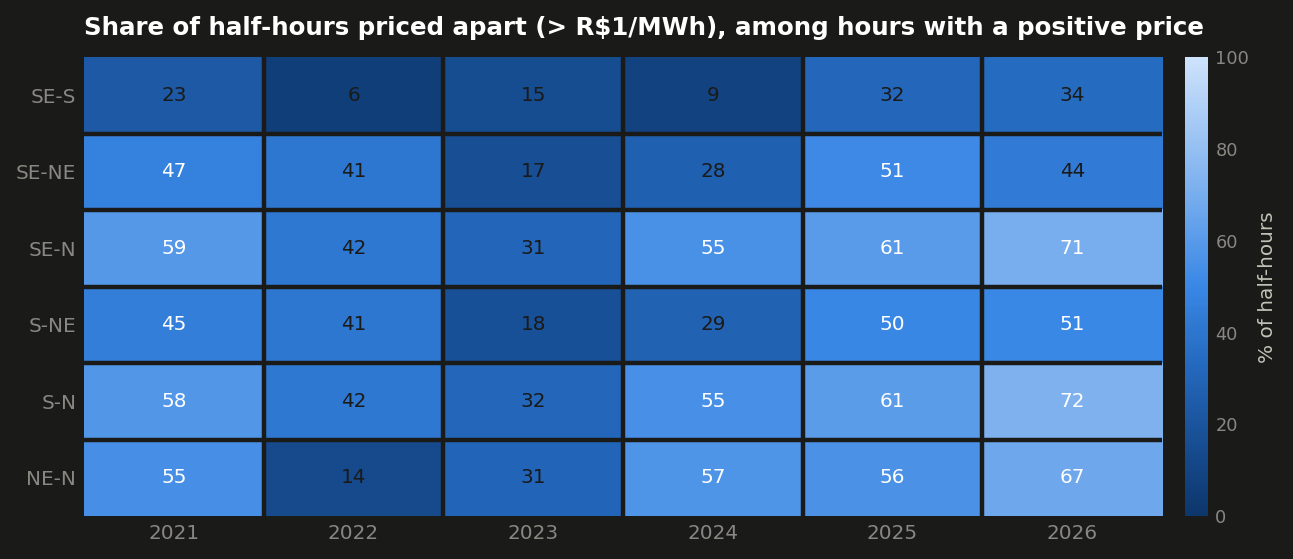 Share of half-hours priced apart (> R$1/MWh), among hours with a positive price
SE-S 23 6 15 9 32 34
SE-NE 47 41 17 28 51 44
SE-N 59 42 31 55 61 71
S-NE 45 41 18 29 50 51
S-N 58 42 32 55 61 72
NE-N 55 14 31 57 56 67
2021 2022 2023 2024 2025 2026
100
80
60
40
20
0
% of half-hours